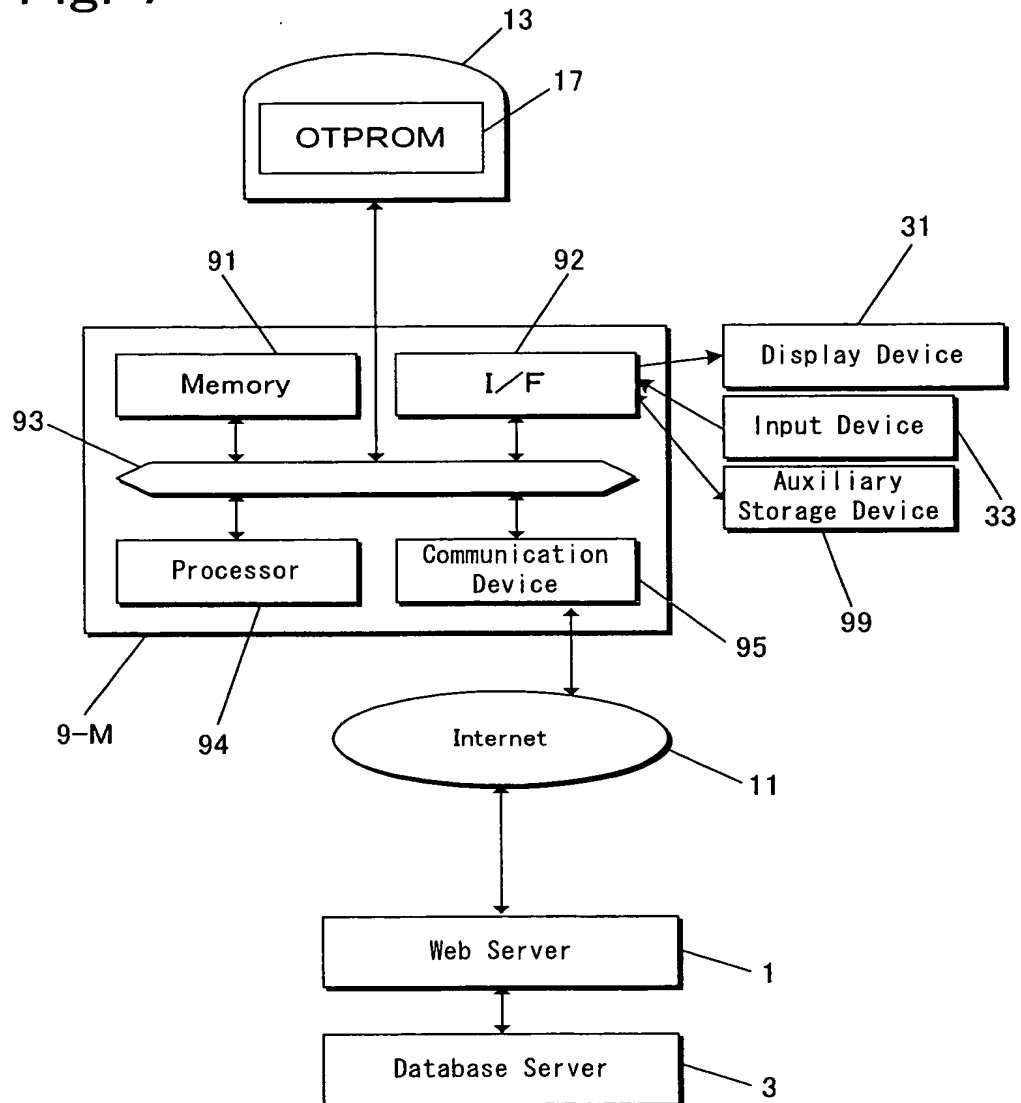 13
17
OTPROM
91
92
31
Memory
I/F
Display Device
93
Input Device
Auxiliary
Storage Device
33
Processor
Communication
Device
99
95
9-M
94
Internet
11
Web Server
1
Database Server
3